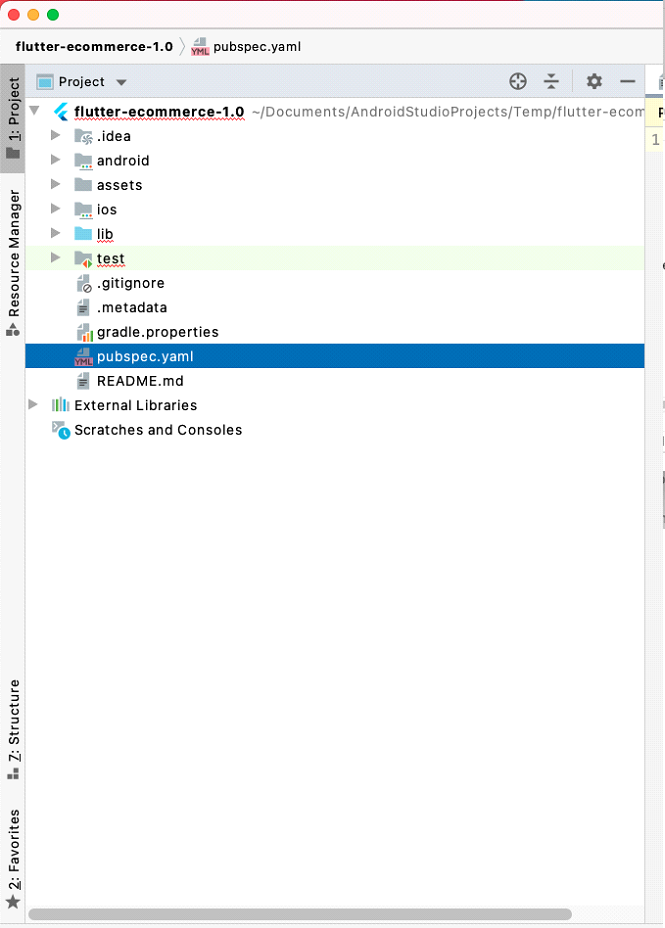 flutter-ecommerce-1.0 pubspec.yaml
1: Project
Resource Manager
7: Structure
2: Favorites
Project
flutter-ecommerce-1.0 ~/Documents/AndroidStudioProjects/Temp/flutter-ecom
.idea
android
assets
ios
lib
test
.gitignore
.metadata
gradle.properties
YML pubspec.yaml
README.md
External Libraries
Scratches and Consoles
1